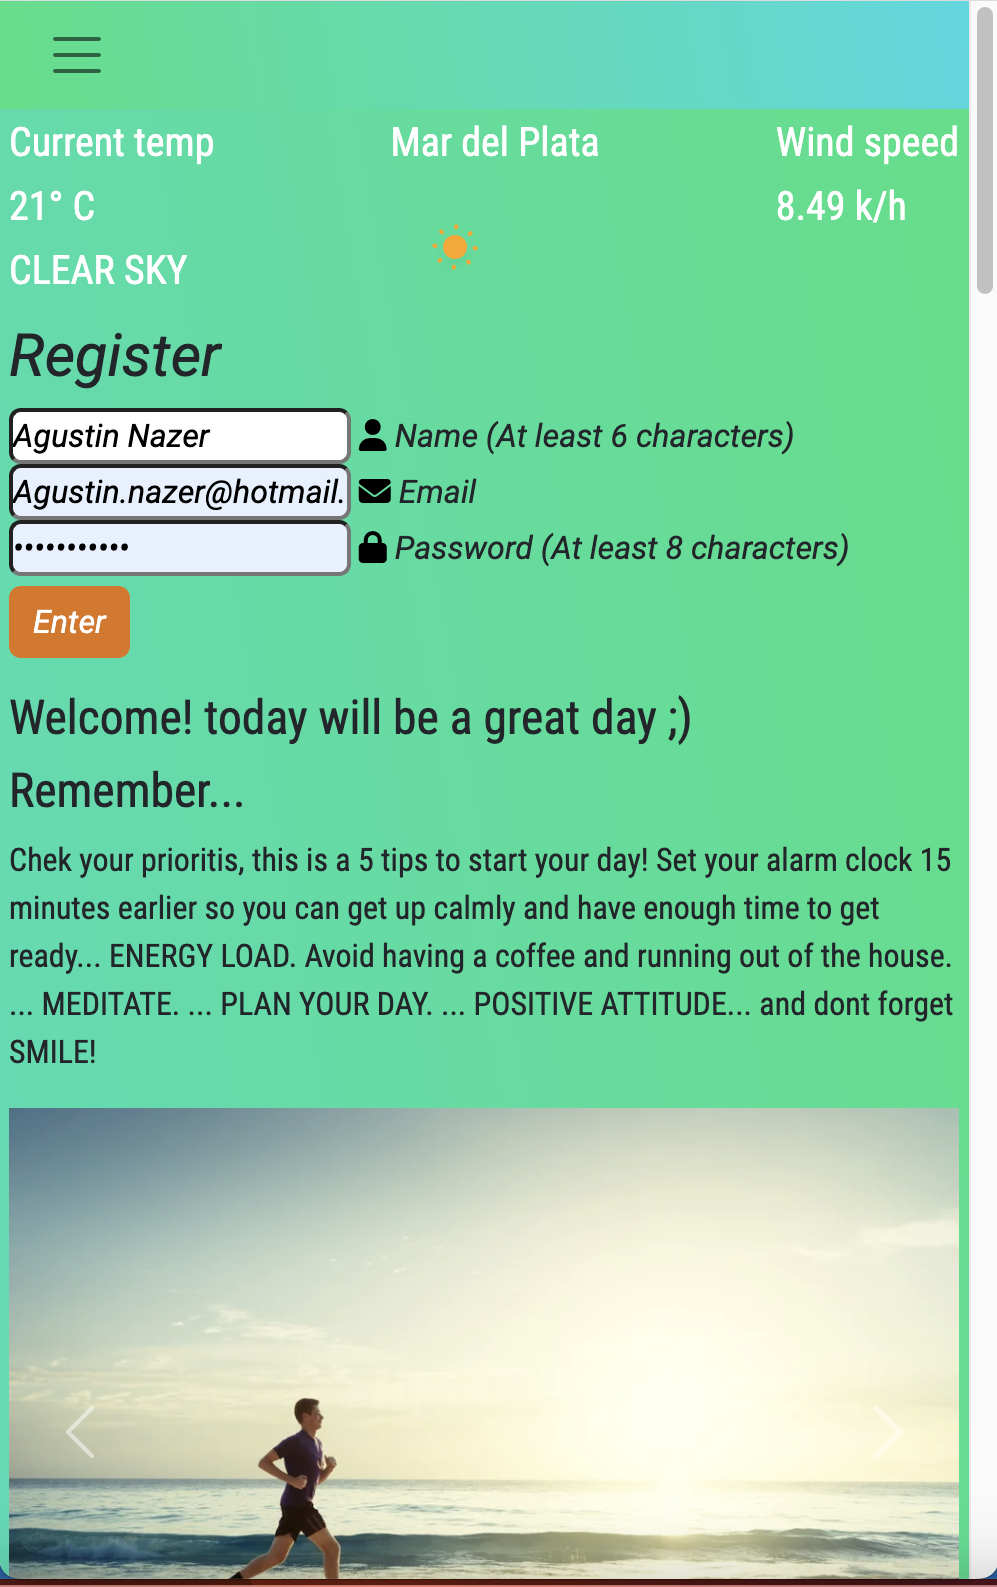 Current temp
Mar del Plata
Wind speed
21° C
8.49 k/h
CLEAR SKY
Register
Agustin Nazer
Name (At least 6 characters)
Agustin.nazer@hotmail.
Email
•••••••••••
Password (At least 8 characters)
Enter
Welcome! today will be a great day ;)
Remember...
Chek your prioritis, this is a 5 tips to start your day! Set your alarm clock 15
minutes earlier so you can get up calmly and have enough time to get
ready... ENERGY LOAD. Avoid having a coffee and running out of the house.
... MEDITATE. ... PLAN YOUR DAY. ... POSITIVE ATTITUDE... and dont forget
SMILE!